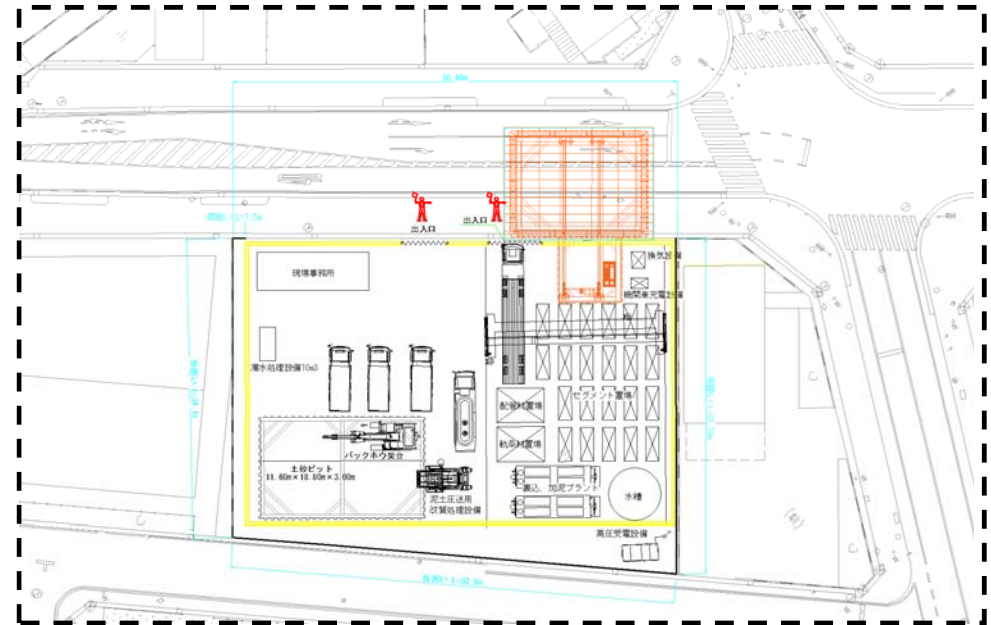 50.80m
出入口
出入口
現場事務所
換気設備
機関車充電設備
濁水処理設備10m3
セグメント置場
配管材置場
軌条材置場
バックホウ架台
土砂ピット
11.60m×18.80m×3.00m
泥土圧送用
改質処理設備
裏込、加泥プラント
水槽
高圧受電設備